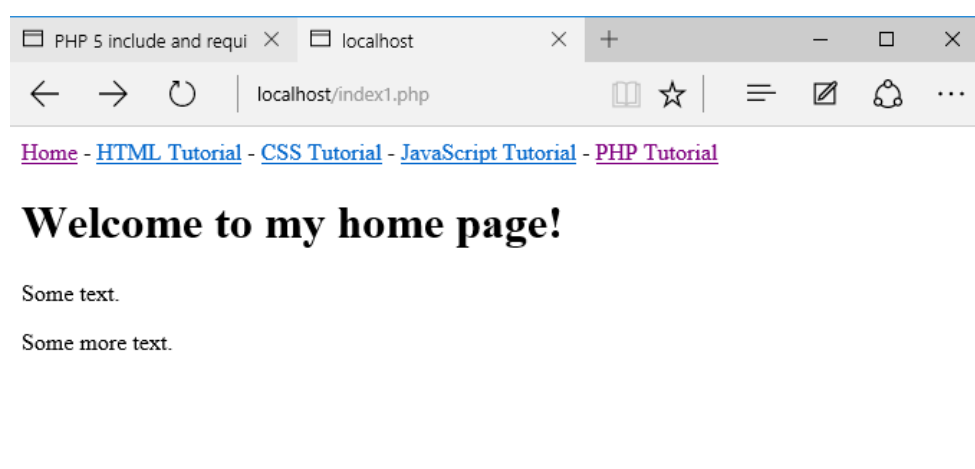 PHP 5 include and requi localhost
localhost/index1.php
Home - HTML Tutorial - CSS Tutorial - JavaScript Tutorial - PHP Tutorial
Welcome to my home page!
Some text.
Some more text.